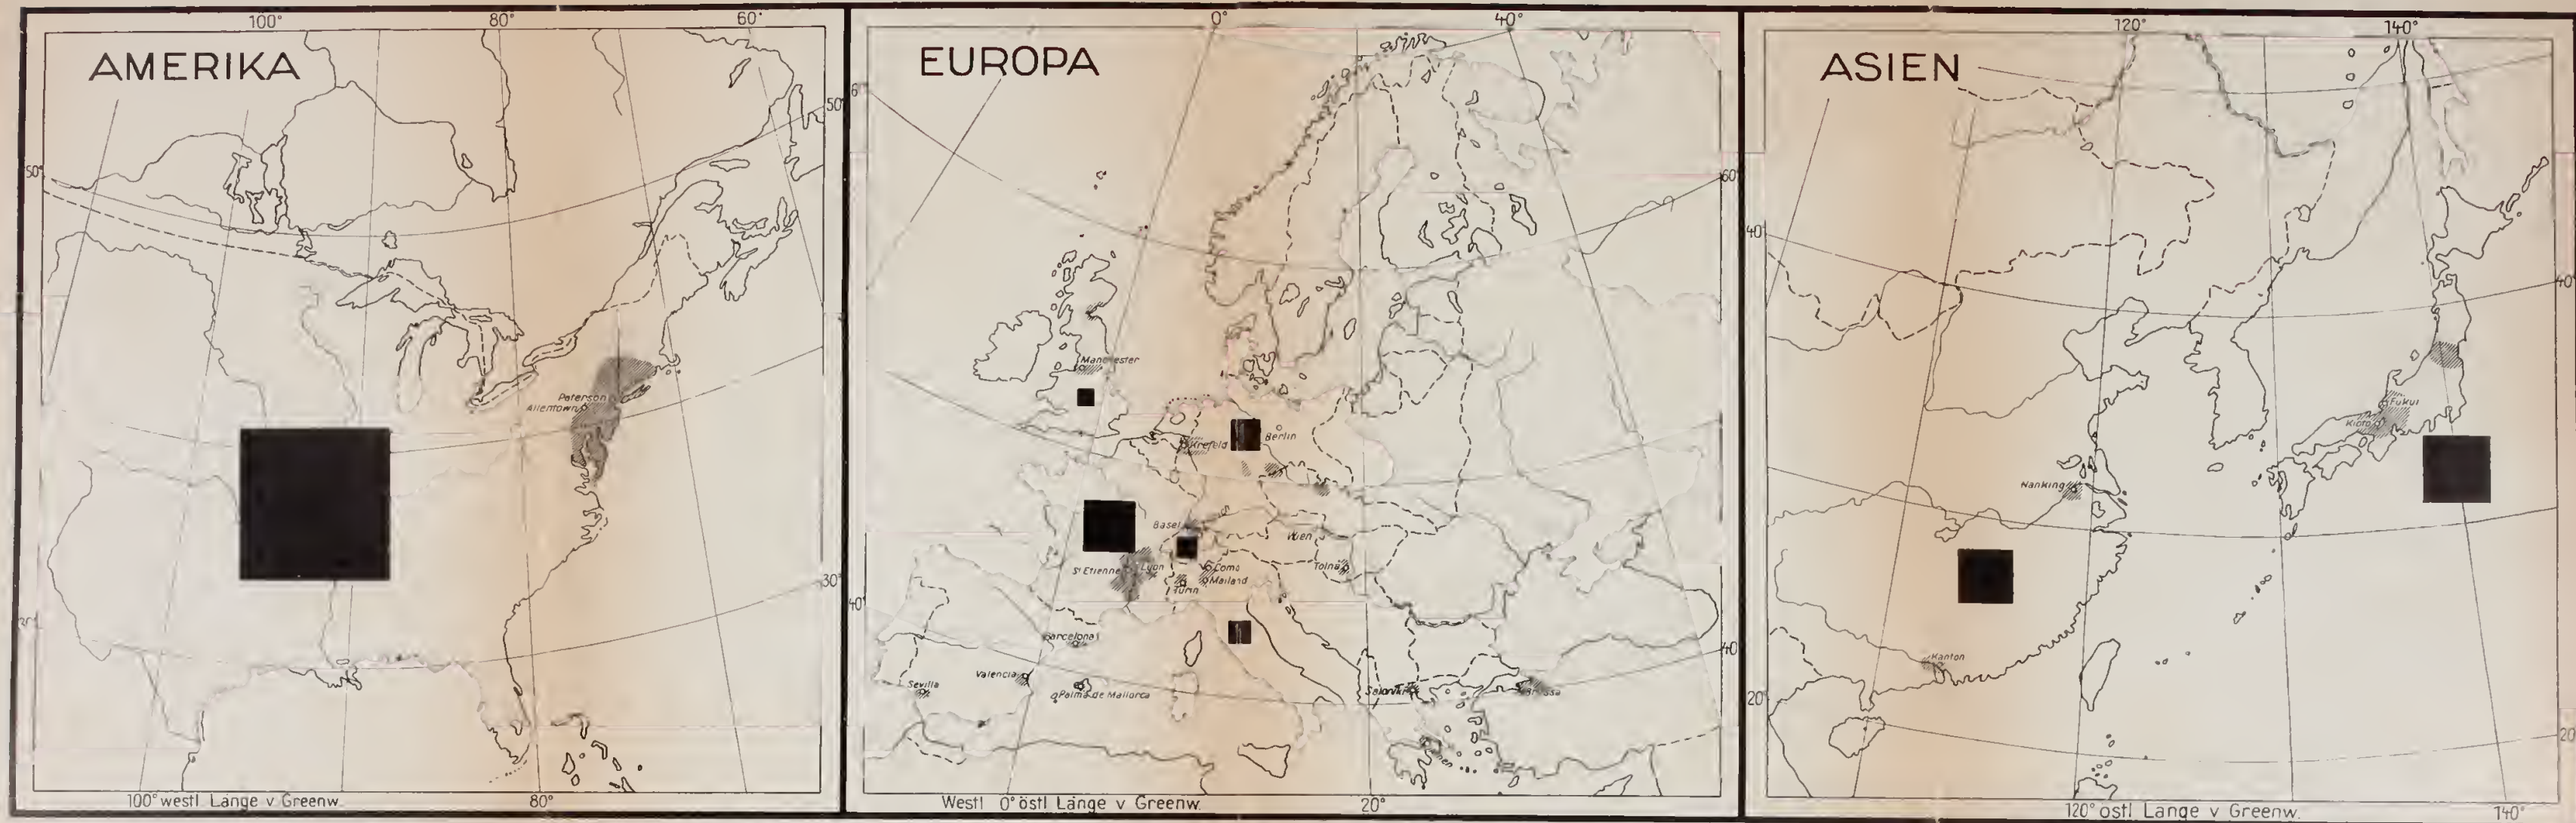 100° 80° 60°
AMERIKA
50°
50°
Paterson
Allentown
30°
100° westl. Länge v Greenw. 80°
0° 40°
EUROPA
60°
Manchester
Krefeld
Berlin
Basel
Wien
St Etienne
Lyon
Como
Mailand
Turin
Tolna
40°
Barcelona
Valencia
Sevilla
Palma de Mallorca
Saloniki
40
Westl 0° östl Länge v Greenw. 20°
120° 140°
ASIEN
40
40°
Fukui
Kioto
Nanking
Kanton
20°
20
120° östl Länge v Greenw. 140°